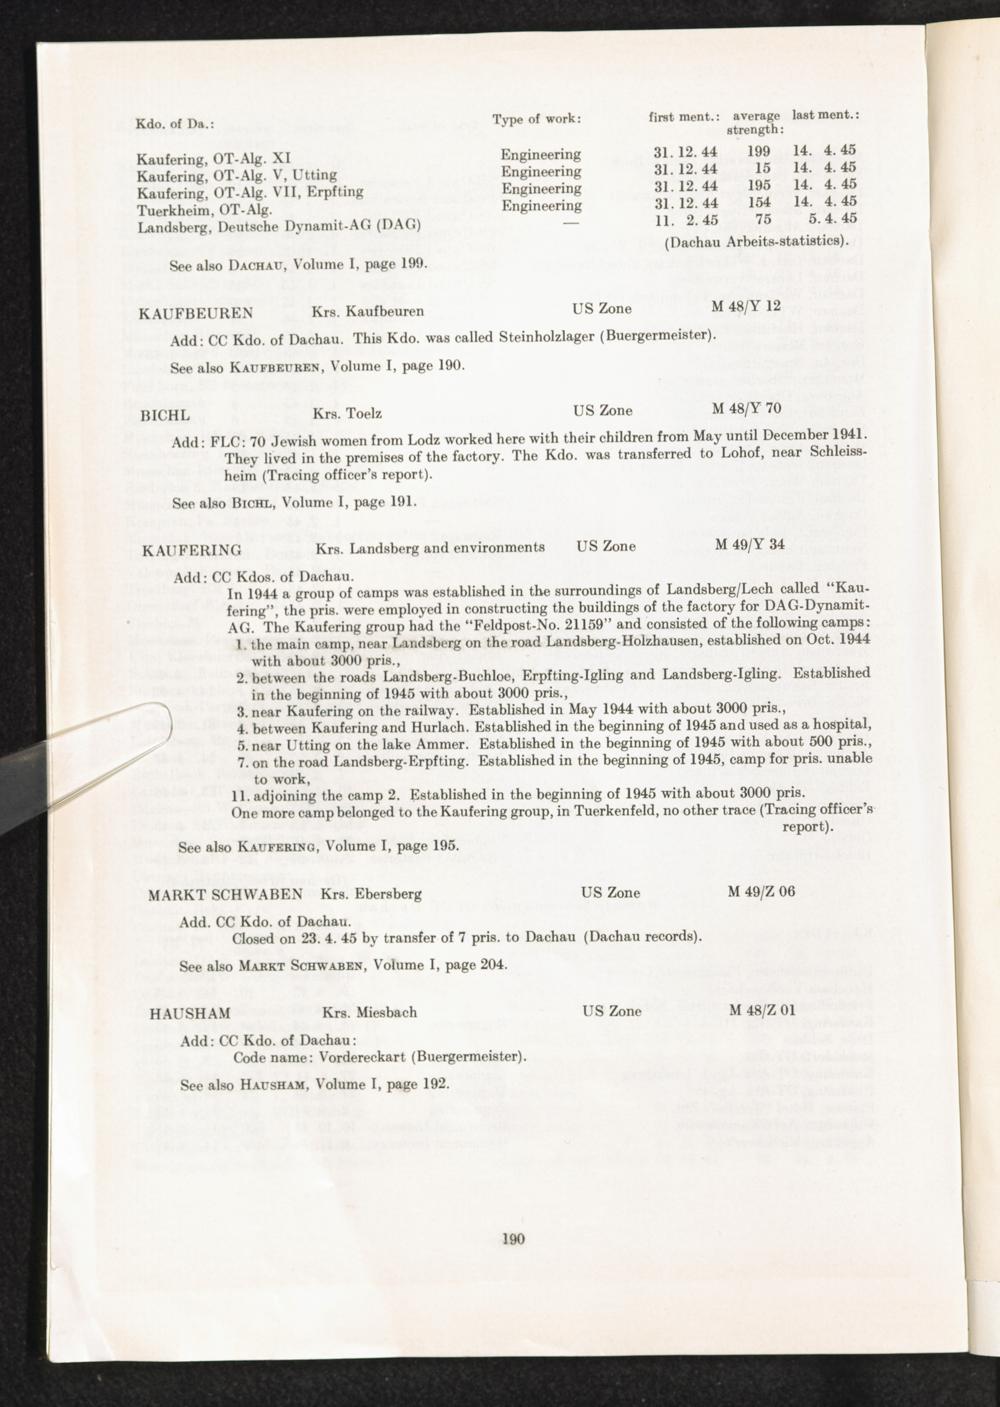 Kdo. of Da.: Type of work: first ment.: average strength: last ment.:
Kaufering, OT-Alg. XI Engineering 31. 12. 44 199 14. 4. 45
Kaufering, OT-Alg. V, Utting Engineering 31. 12. 44 15 14. 4. 45
Kaufering, OT-Alg. VII, Erpfting Engineering 31. 12. 44 195 14. 4. 45
Tuerkheim, OT-Alg. Engineering 31. 12. 44 154 14. 4. 45
Landsberg, Deutsche Dynamit-AG (DAG) — 11. 2. 45 75 5. 4. 45
(Dachau Arbeits-statistics).
See also DACHAU, Volume I, page 199.
KAUFBEUREN Krs. Kaufbeuren US Zone M 48/Y 12
Add: CC Kdo. of Dachau. This Kdo. was called Steinholzlager (Buergermeister).
See also KAUFBEUREN, Volume I, page 190.
BICHL Krs. Toelz US Zone M 48/Y 70
Add: FLC: 70 Jewish women from Lodz worked here with their children from May until December 1941.
They lived in the premises of the factory. The Kdo. was transferred to Lohof, near Schleiss-
heim (Tracing officer's report).
See also BICHL, Volume I, page 191.
KAUFERING Krs. Landsberg and environments US Zone M 49/Y 34
Add: CC Kdos. of Dachau.
In 1944 a group of camps was established in the surroundings of Landsberg/Lech called "Kau-
fering", the pris. were employed in constructing the buildings of the factory for DAG-Dynamit-
AG. The Kaufering group had the "Feldpost-No. 21159" and consisted of the following camps:
1. the main camp, near Landsberg on the road Landsberg-Holzhausen, established on Oct. 1944
with about 3000 pris.,
2. between the roads Landsberg-Buchloe, Erpfting-Igling and Landsberg-Igling. Established
in the beginning of 1945 with about 3000 pris.,
3. near Kaufering on the railway. Established in May 1944 with about 3000 pris.,
4. between Kaufering and Hurlach. Established in the beginning of 1945 and used as a hospital,
5. near Utting on the lake Ammer. Established in the beginning of 1945 with about 500 pris.,
7. on the road Landsberg-Erpfting. Established in the beginning of 1945, camp for pris. unable
to work,
11. adjoining the camp 2. Established in the beginning of 1945 with about 3000 pris.
One more camp belonged to the Kaufering group, in Tuerkenfeld, no other trace (Tracing officer's
report).
See also KAUFERING, Volume I, page 195.
MARKT SCHWABEN Krs. Ebersberg US Zone M 49/Z 06
Add. CC Kdo. of Dachau.
Closed on 23. 4. 45 by transfer of 7 pris. to Dachau (Dachau records).
See also MARKT SCHWABEN, Volume I, page 204.
HAUSHAM Krs. Miesbach US Zone M 48/Z 01
Add: CC Kdo. of Dachau:
Code name: Vordereckart (Buergermeister).
See also HAUSHAM, Volume I, page 192.
190